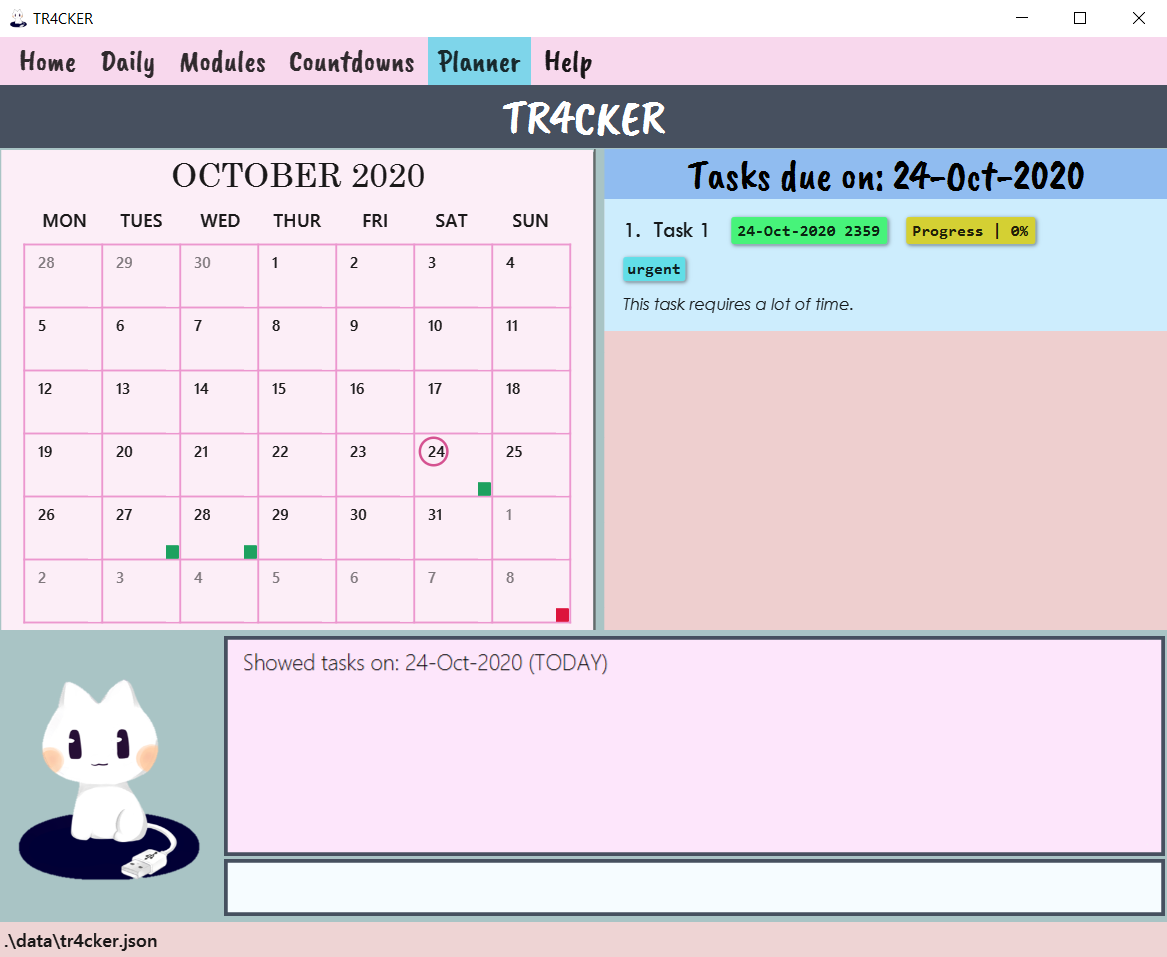 TR4CKER
Home Daily Modules Countdowns Planner Help
TR4CKER
OCTOBER 2020
MON TUES WED THUR FRI SAT SUN
28 29 30 1 2 3 4
5 6 7 8 9 10 11
12 13 14 15 16 17 18
19 20 21 22 23 24 25
26 27 28 29 30 31 1
2 3 4 5 6 7 8
Tasks due on: 24-Oct-2020
1. Task 1 24-Oct-2020 2359 Progress | 0%
urgent
This task requires a lot of time.
Showed tasks on: 24-Oct-2020 (TODAY)
.\data\tr4cker.json